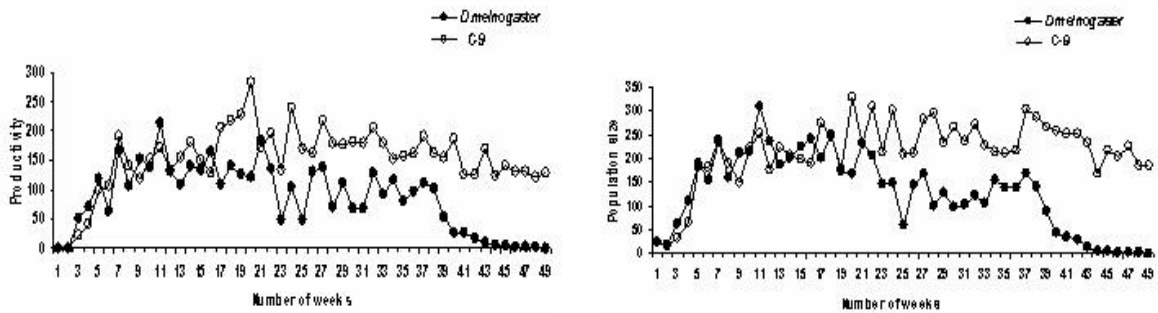 D.melnogaster
C-9
Productivity
300
250
200
150
100
50
0
1 3 5 7 9 11 13 15 17 19 21 23 25 27 29 31 33 35 37 39 41 43 45 47 49
Number of weeks
D.melnogaster
C-9
Population size
350
300
250
200
150
100
50
0
1 3 5 7 9 11 13 15 17 19 21 23 25 27 29 31 33 35 37 39 41 43 45 47 49
Number of weeks